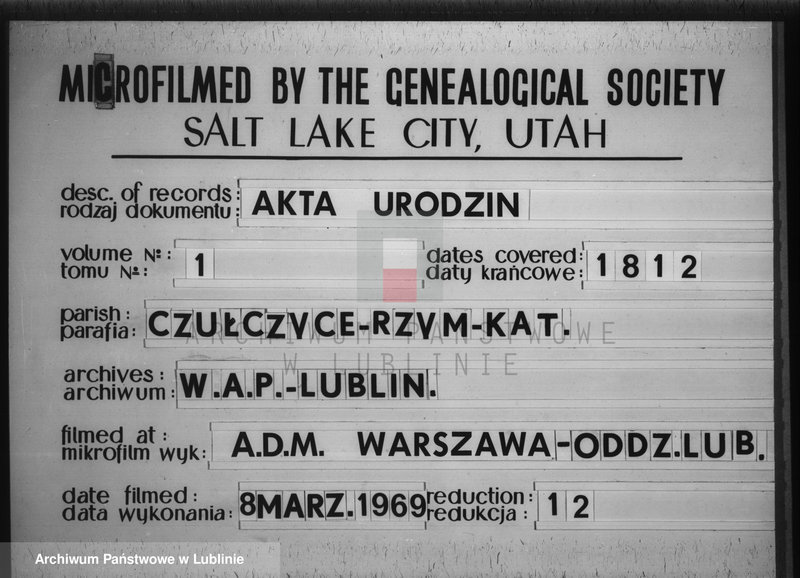 MICROFILMED BY THE GENEALOGICAL SOCIETY
SALT LAKE CITY, UTAH
desc. of records:
rodzaj dokumentu: AKTA URODZIN
volume №:
tomu №: 1
dates covered:
daty krańcowe: 1812
parish:
parafia: CZUŁCZYCE-RZYM-KAT.
ARCHIWUM PAŃSTWOWE
W LUBLINIE
archives:
archiwum: W.A.P.-LUBLIN.
filmed at:
mikrofilm wyk: A.D.M. WARSZAWA-ODDZ.LUB.
date filmed:
data wykonania: 8MARZ.1969
reduction:
redukcja: 12
Archiwum Państwowe w Lublinie